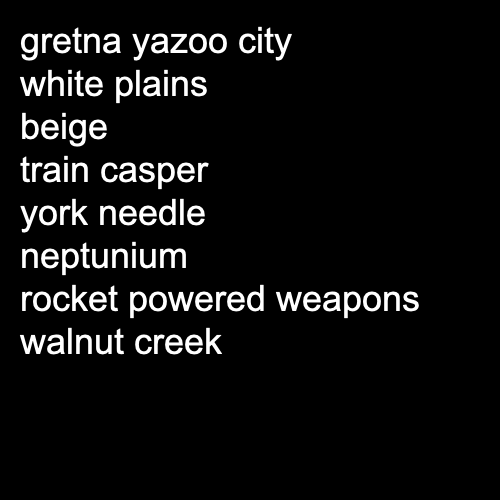 gretna yazoo city
white plains
beige
train casper
york needle
neptunium
rocket powered weapons
walnut creek